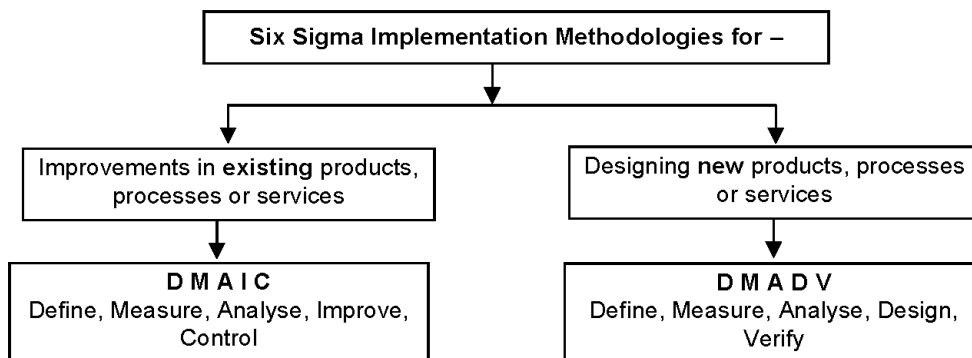 Six Sigma Implementation Methodologies for –
Improvements in existing products,
processes or services
Designing new products, processes
or services
D M A I C
Define, Measure, Analyse, Improve,
Control
D M A D V
Define, Measure, Analyse, Design,
Verify